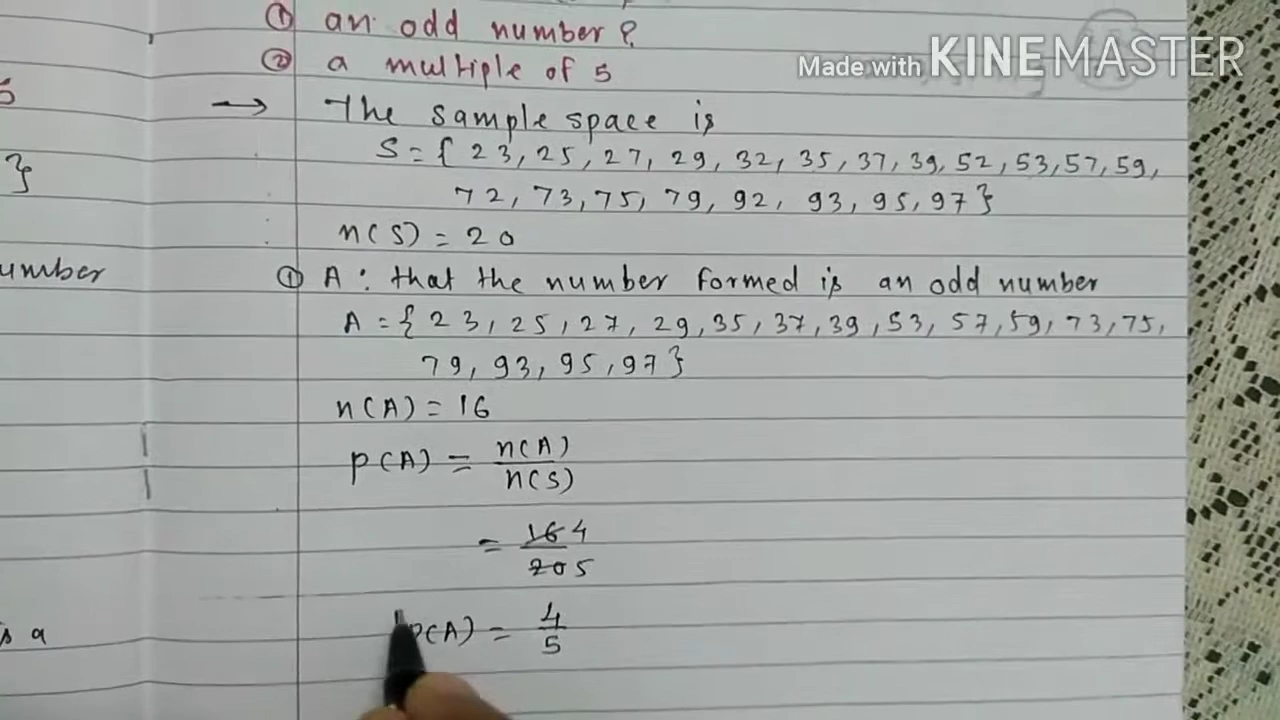 ① an odd number?
② a multiple of 5
Made with KINEMASTER
5
→ The sample space is
S = { 23, 25, 27, 29, 32, 35, 37, 39, 52, 53, 57, 59,
}
72, 73, 75, 79, 92, 93, 95, 97 }
n(S) = 20
umber
① A : that the number formed is an odd number
A = { 23, 25, 27, 29, 35, 37, 39, 53, 57, 59, 73, 75,
79, 93, 95, 97 }
n(A) = 16
P(A) = n(A)
n(S)
= 16 4
20 5
s a
P(A) = 4
5